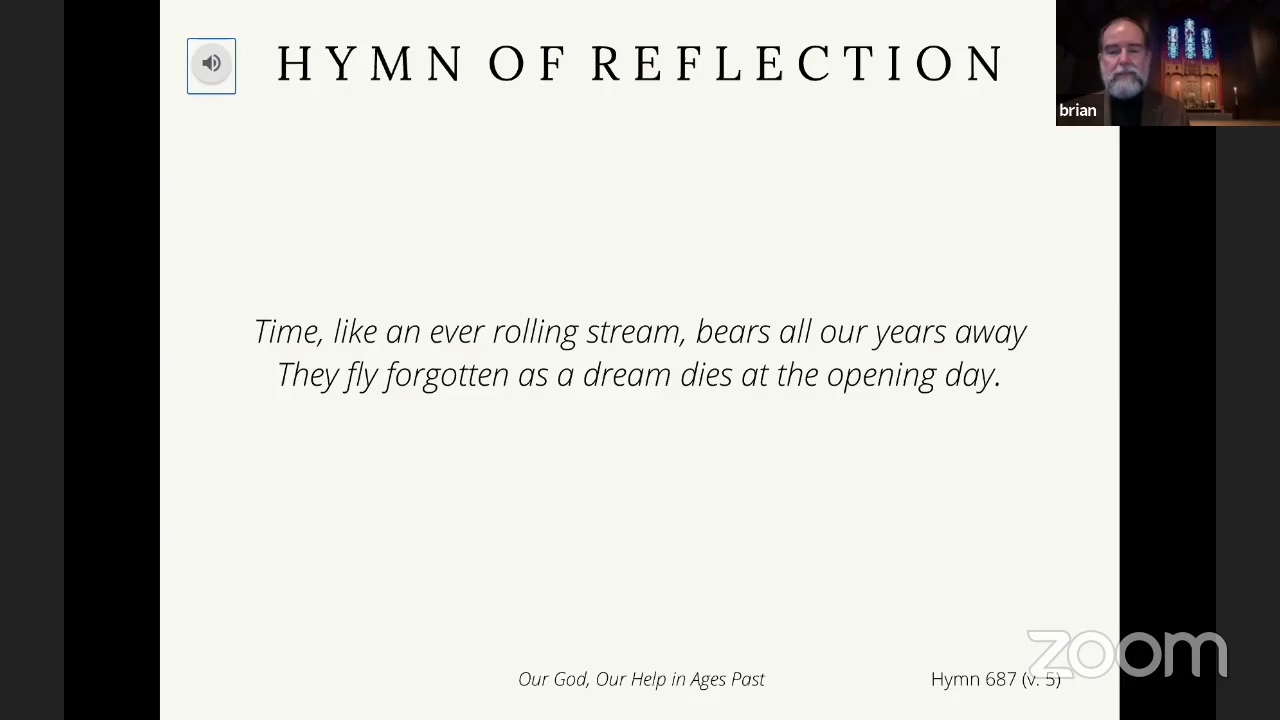 HYMN OF REFLECTION
brian
Time, like an ever rolling stream, bears all our years away
They fly forgotten as a dream dies at the opening day.
Our God, Our Help in Ages Past
Hymn 687 (v. 5)
zoom